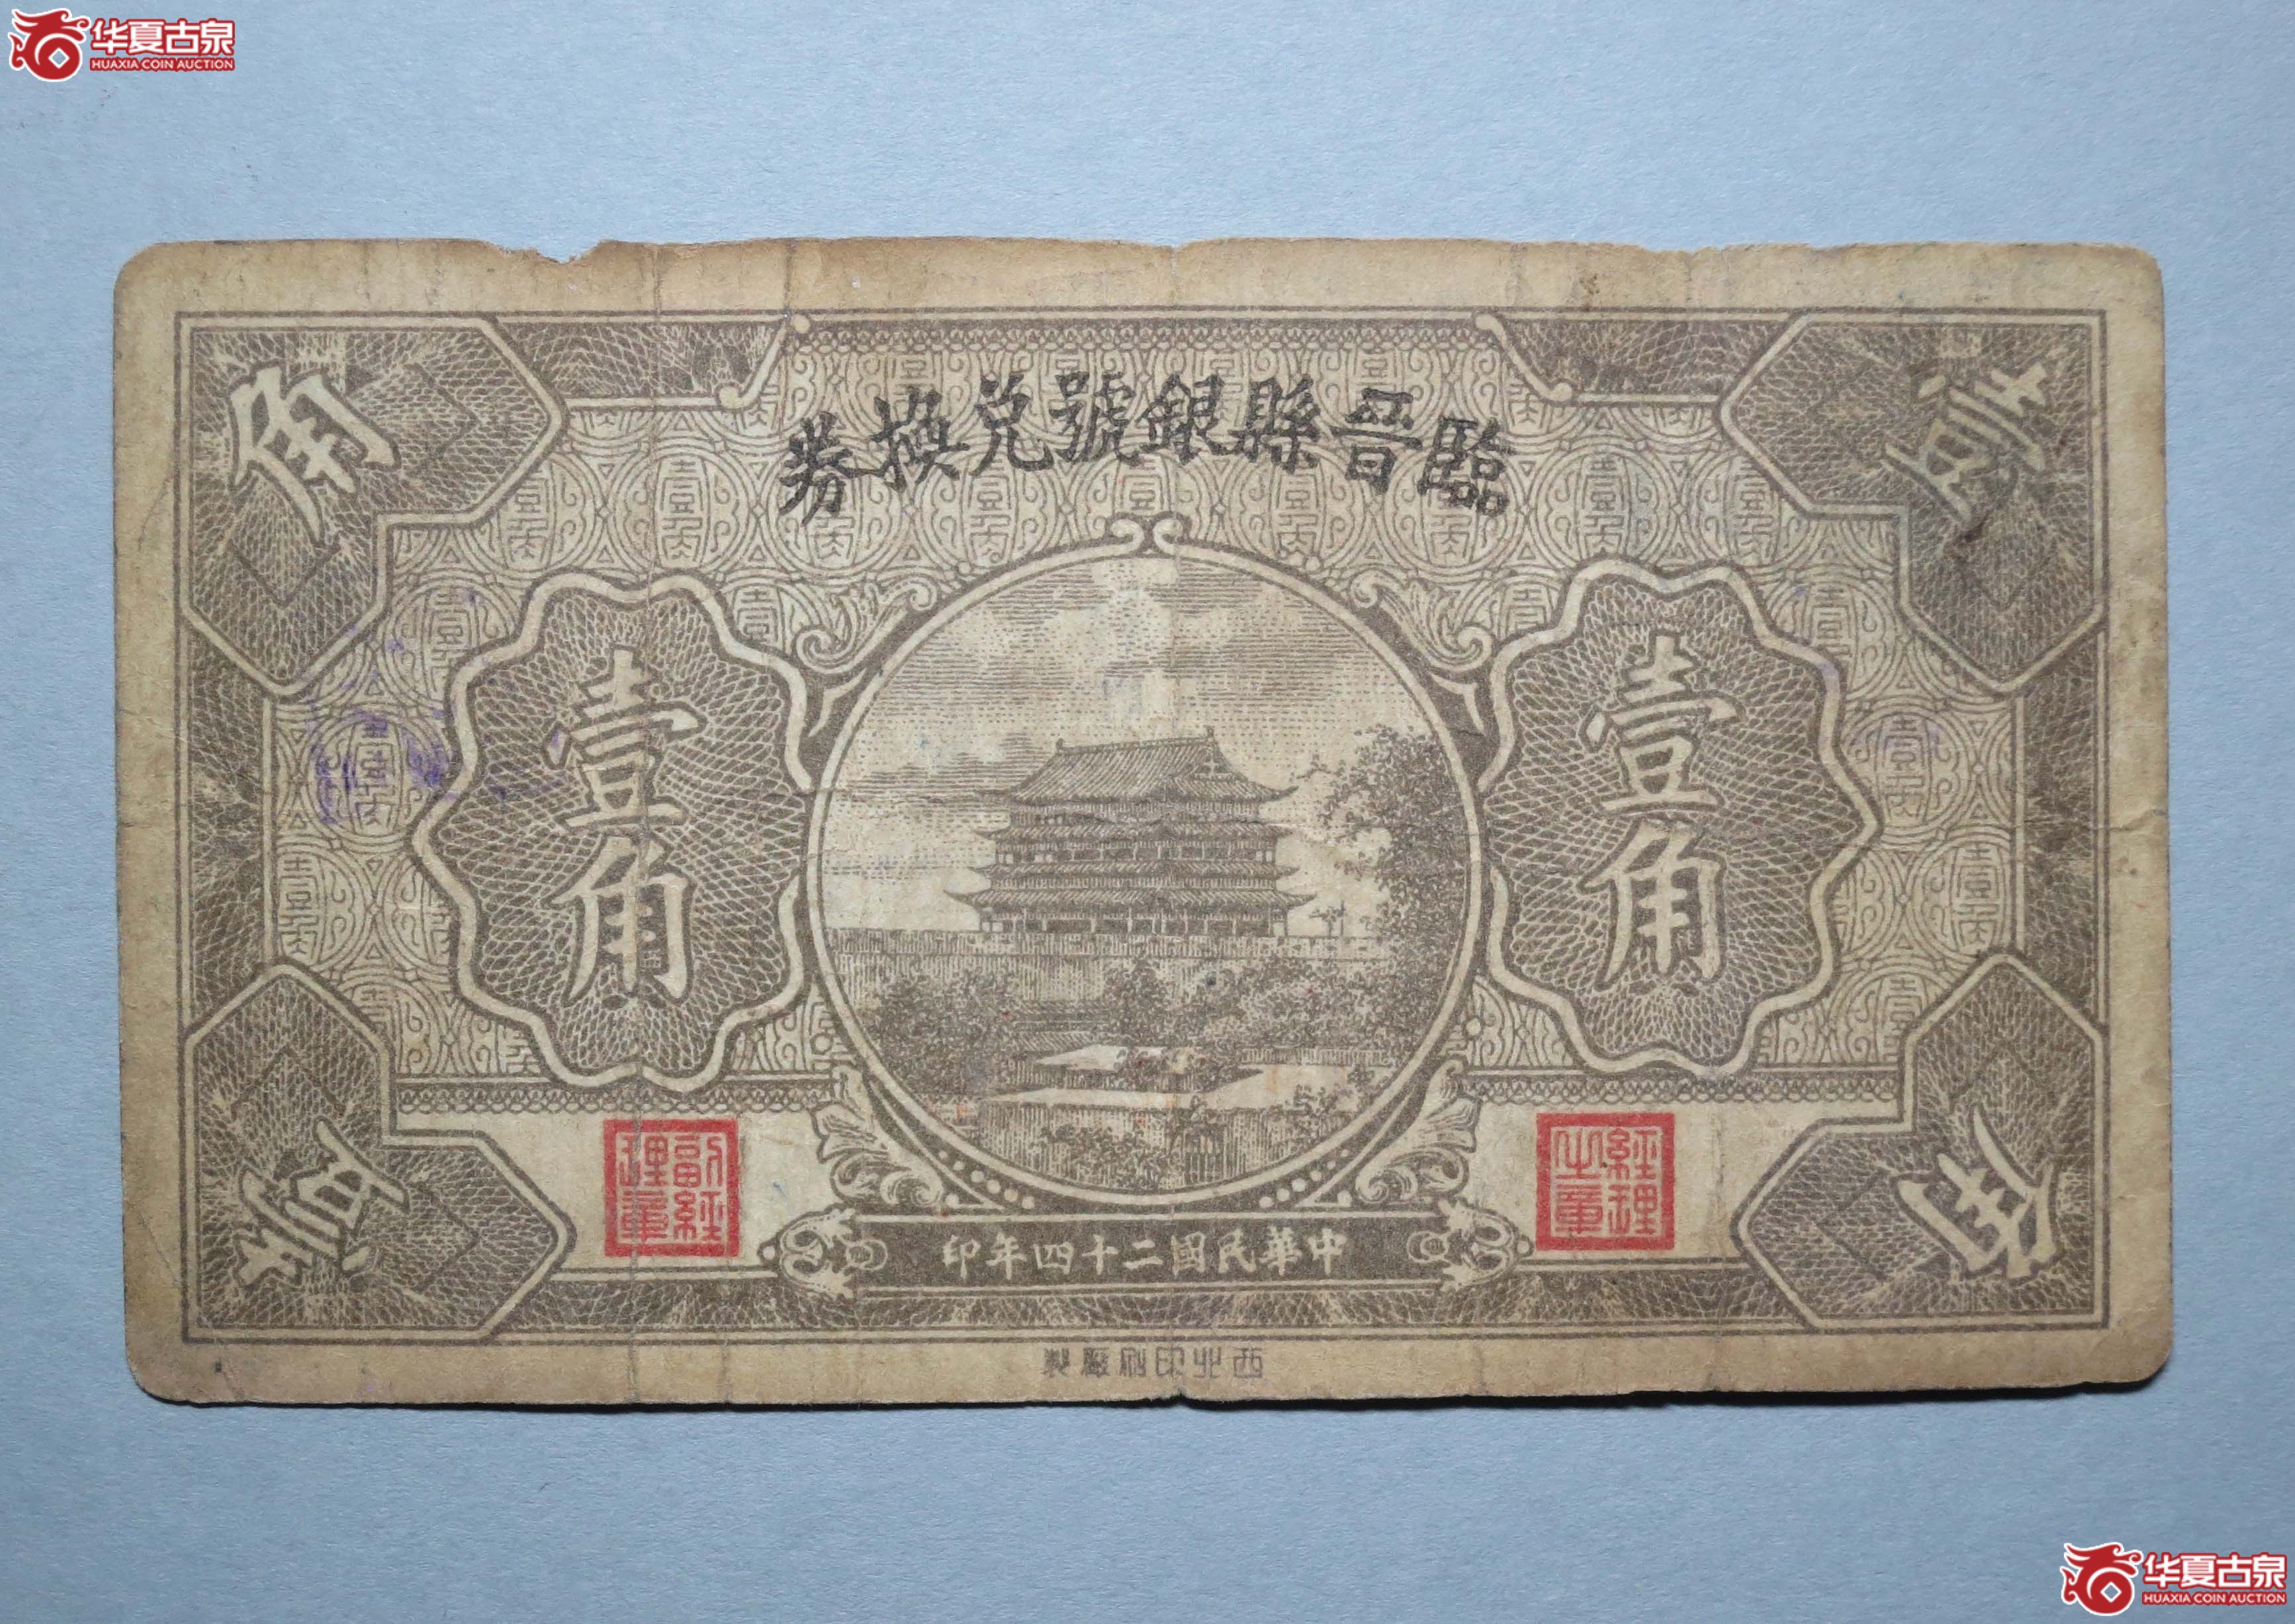 华夏古泉
HUAXIA COIN AUCTION
臨晉縣銀號兌換券
壹
角
壹角
壹角
壹
角
經理之章
副經理章
中華民國二十四年印
西北印刷廠製
华夏古泉
HUAXIA COIN AUCTION